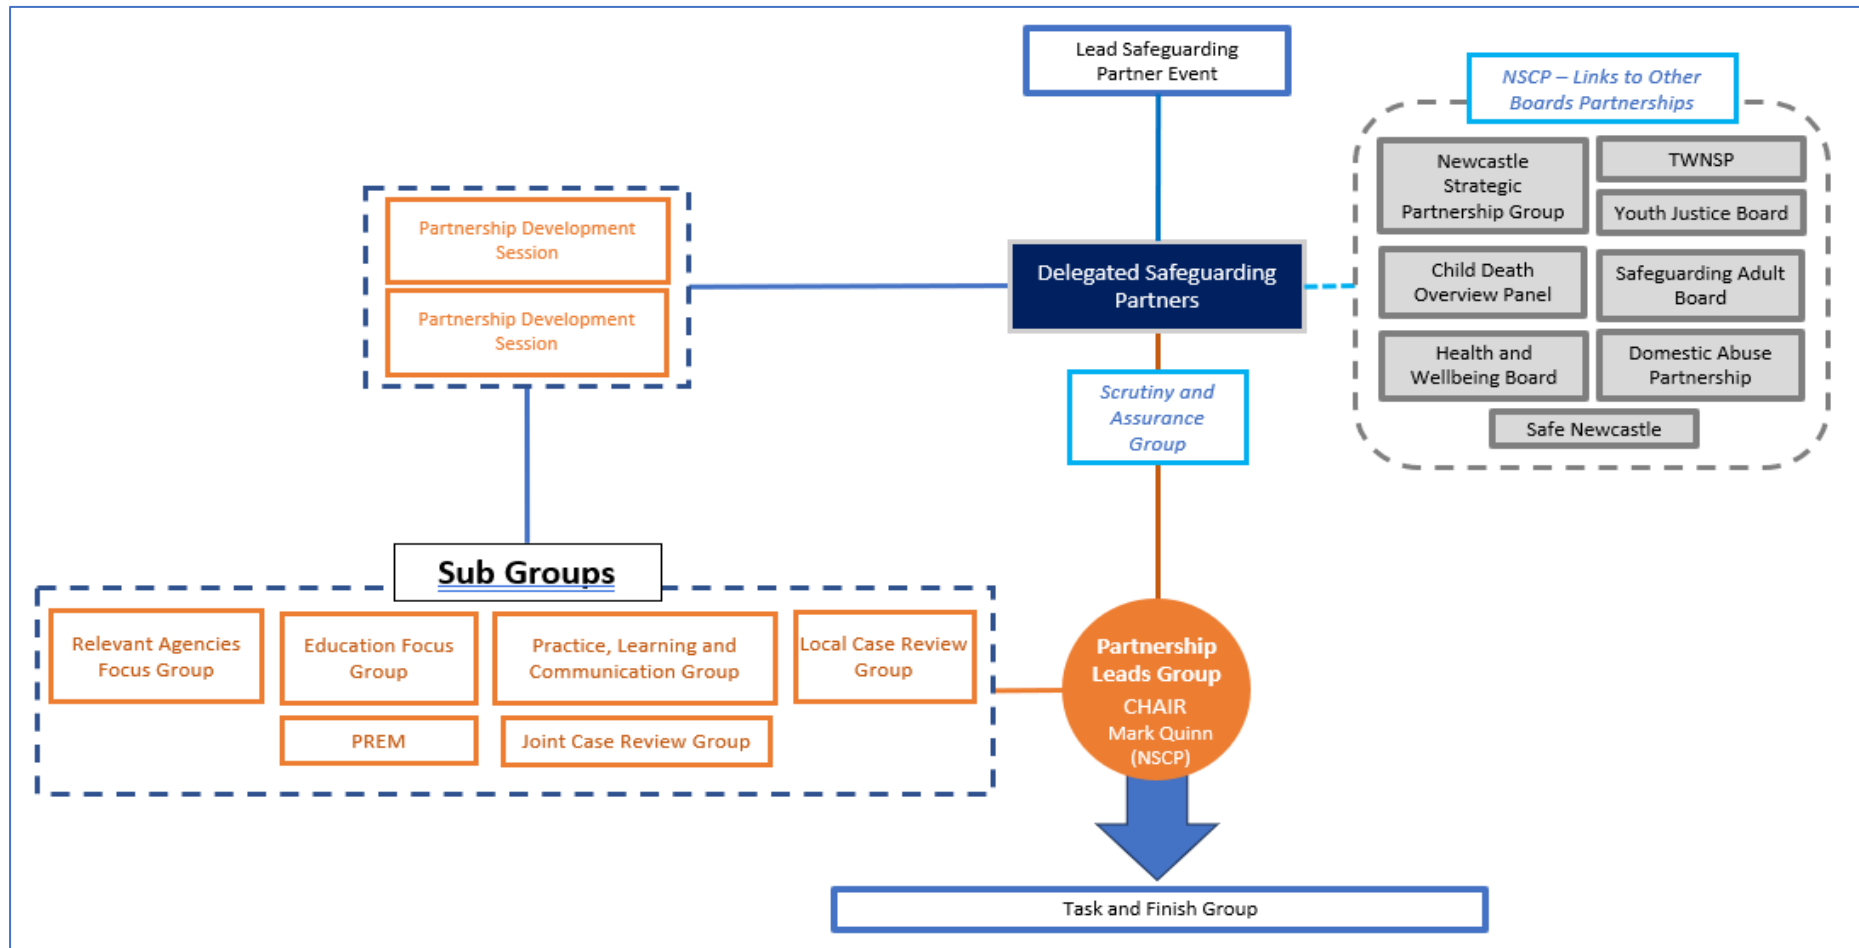 Lead Safeguarding
Partner Event
NSCP – Links to Other
Boards Partnerships
Newcastle
Strategic
Partnership Group
TWNSP
Youth Justice Board
Child Death
Overview Panel
Safeguarding Adult
Board
Health and
Wellbeing Board
Domestic Abuse
Partnership
Safe Newcastle
Partnership Development
Session
Partnership Development
Session
Delegated Safeguarding
Partners
Scrutiny and
Assurance
Group
Sub Groups
Relevant Agencies
Focus Group
Education Focus
Group
Practice, Learning and
Communication Group
Local Case Review
Group
PREM
Joint Case Review Group
Partnership
Leads Group
CHAIR
Mark Quinn
(NSCP)
Task and Finish Group